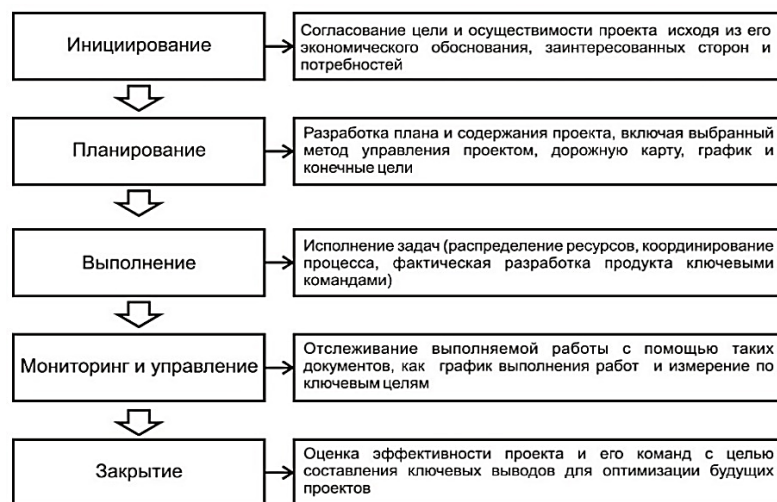 Инициирование
Согласование цели и осуществимости проекта исходя из его
экономического обоснования, заинтересованных сторон и
потребностей
Планирование
Разработка плана и содержания проекта, включая выбранный
метод управления проектом, дорожную карту, график и
конечные цели
Выполнение
Исполнение задач (распределение ресурсов, координирование
процесса, фактическая разработка продукта ключевыми
командами)
Мониторинг и управление
Отслеживание выполняемой работы с помощью таких
документов, как график выполнения работ и измерение по
ключевым целям
Закрытие
Оценка эффективности проекта и его команд с целью
составления ключевых выводов для оптимизации будущих
проектов